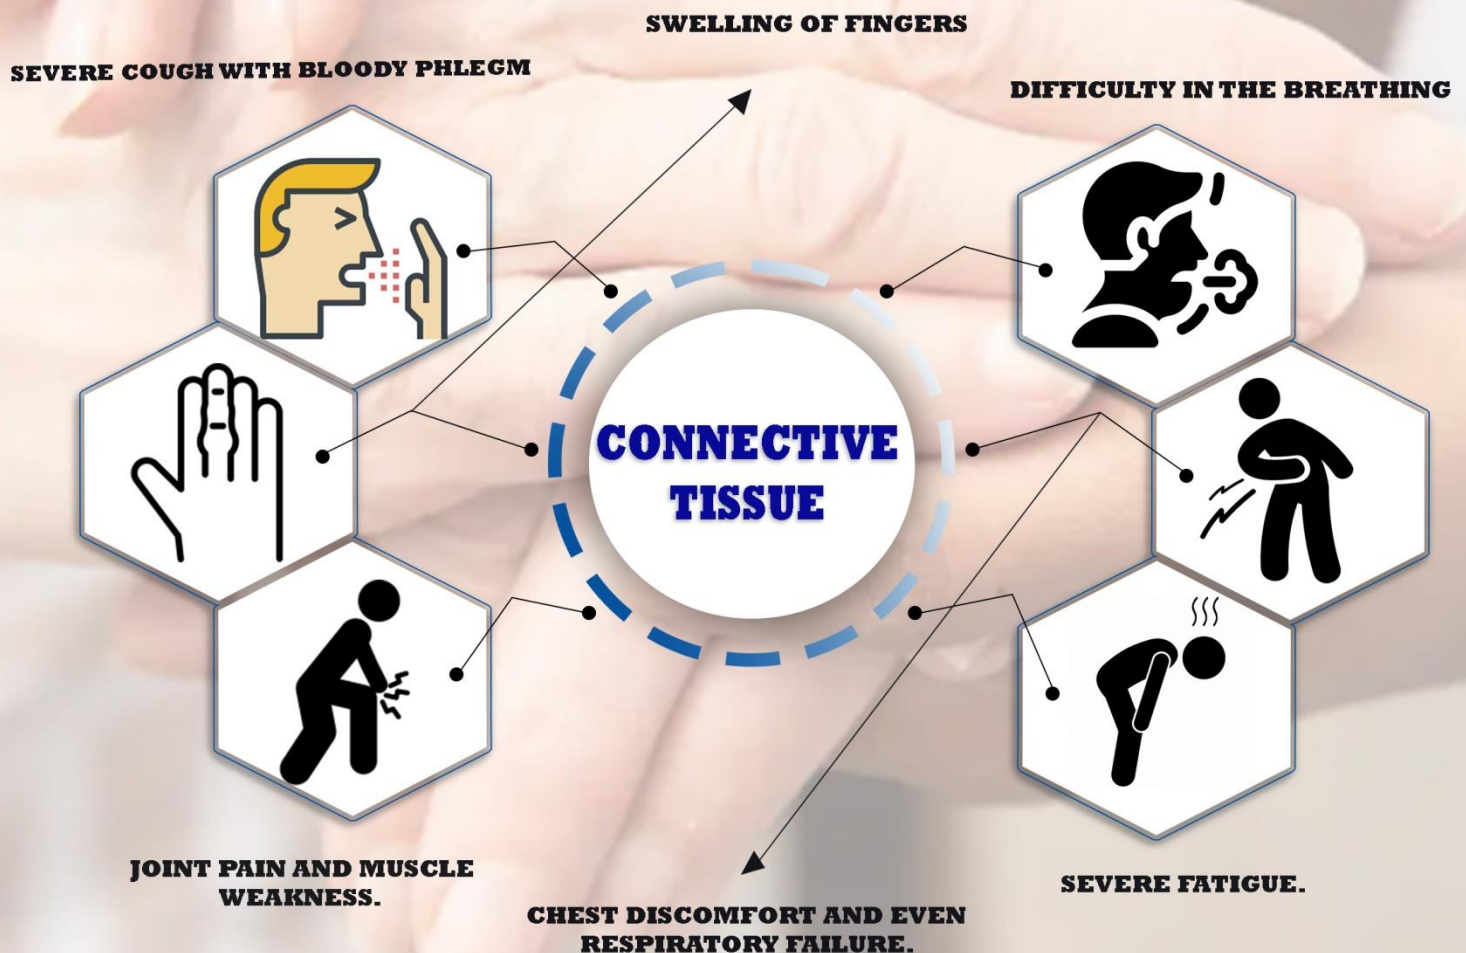 SWELLING OF FINGERS
SEVERE COUGH WITH BLOODY PHLEGM
DIFFICULTY IN THE BREATHING
CONNECTIVE
TISSUE
JOINT PAIN AND MUSCLE
WEAKNESS.
SEVERE FATIGUE.
CHEST DISCOMFORT AND EVEN
RESPIRATORY FAILURE.